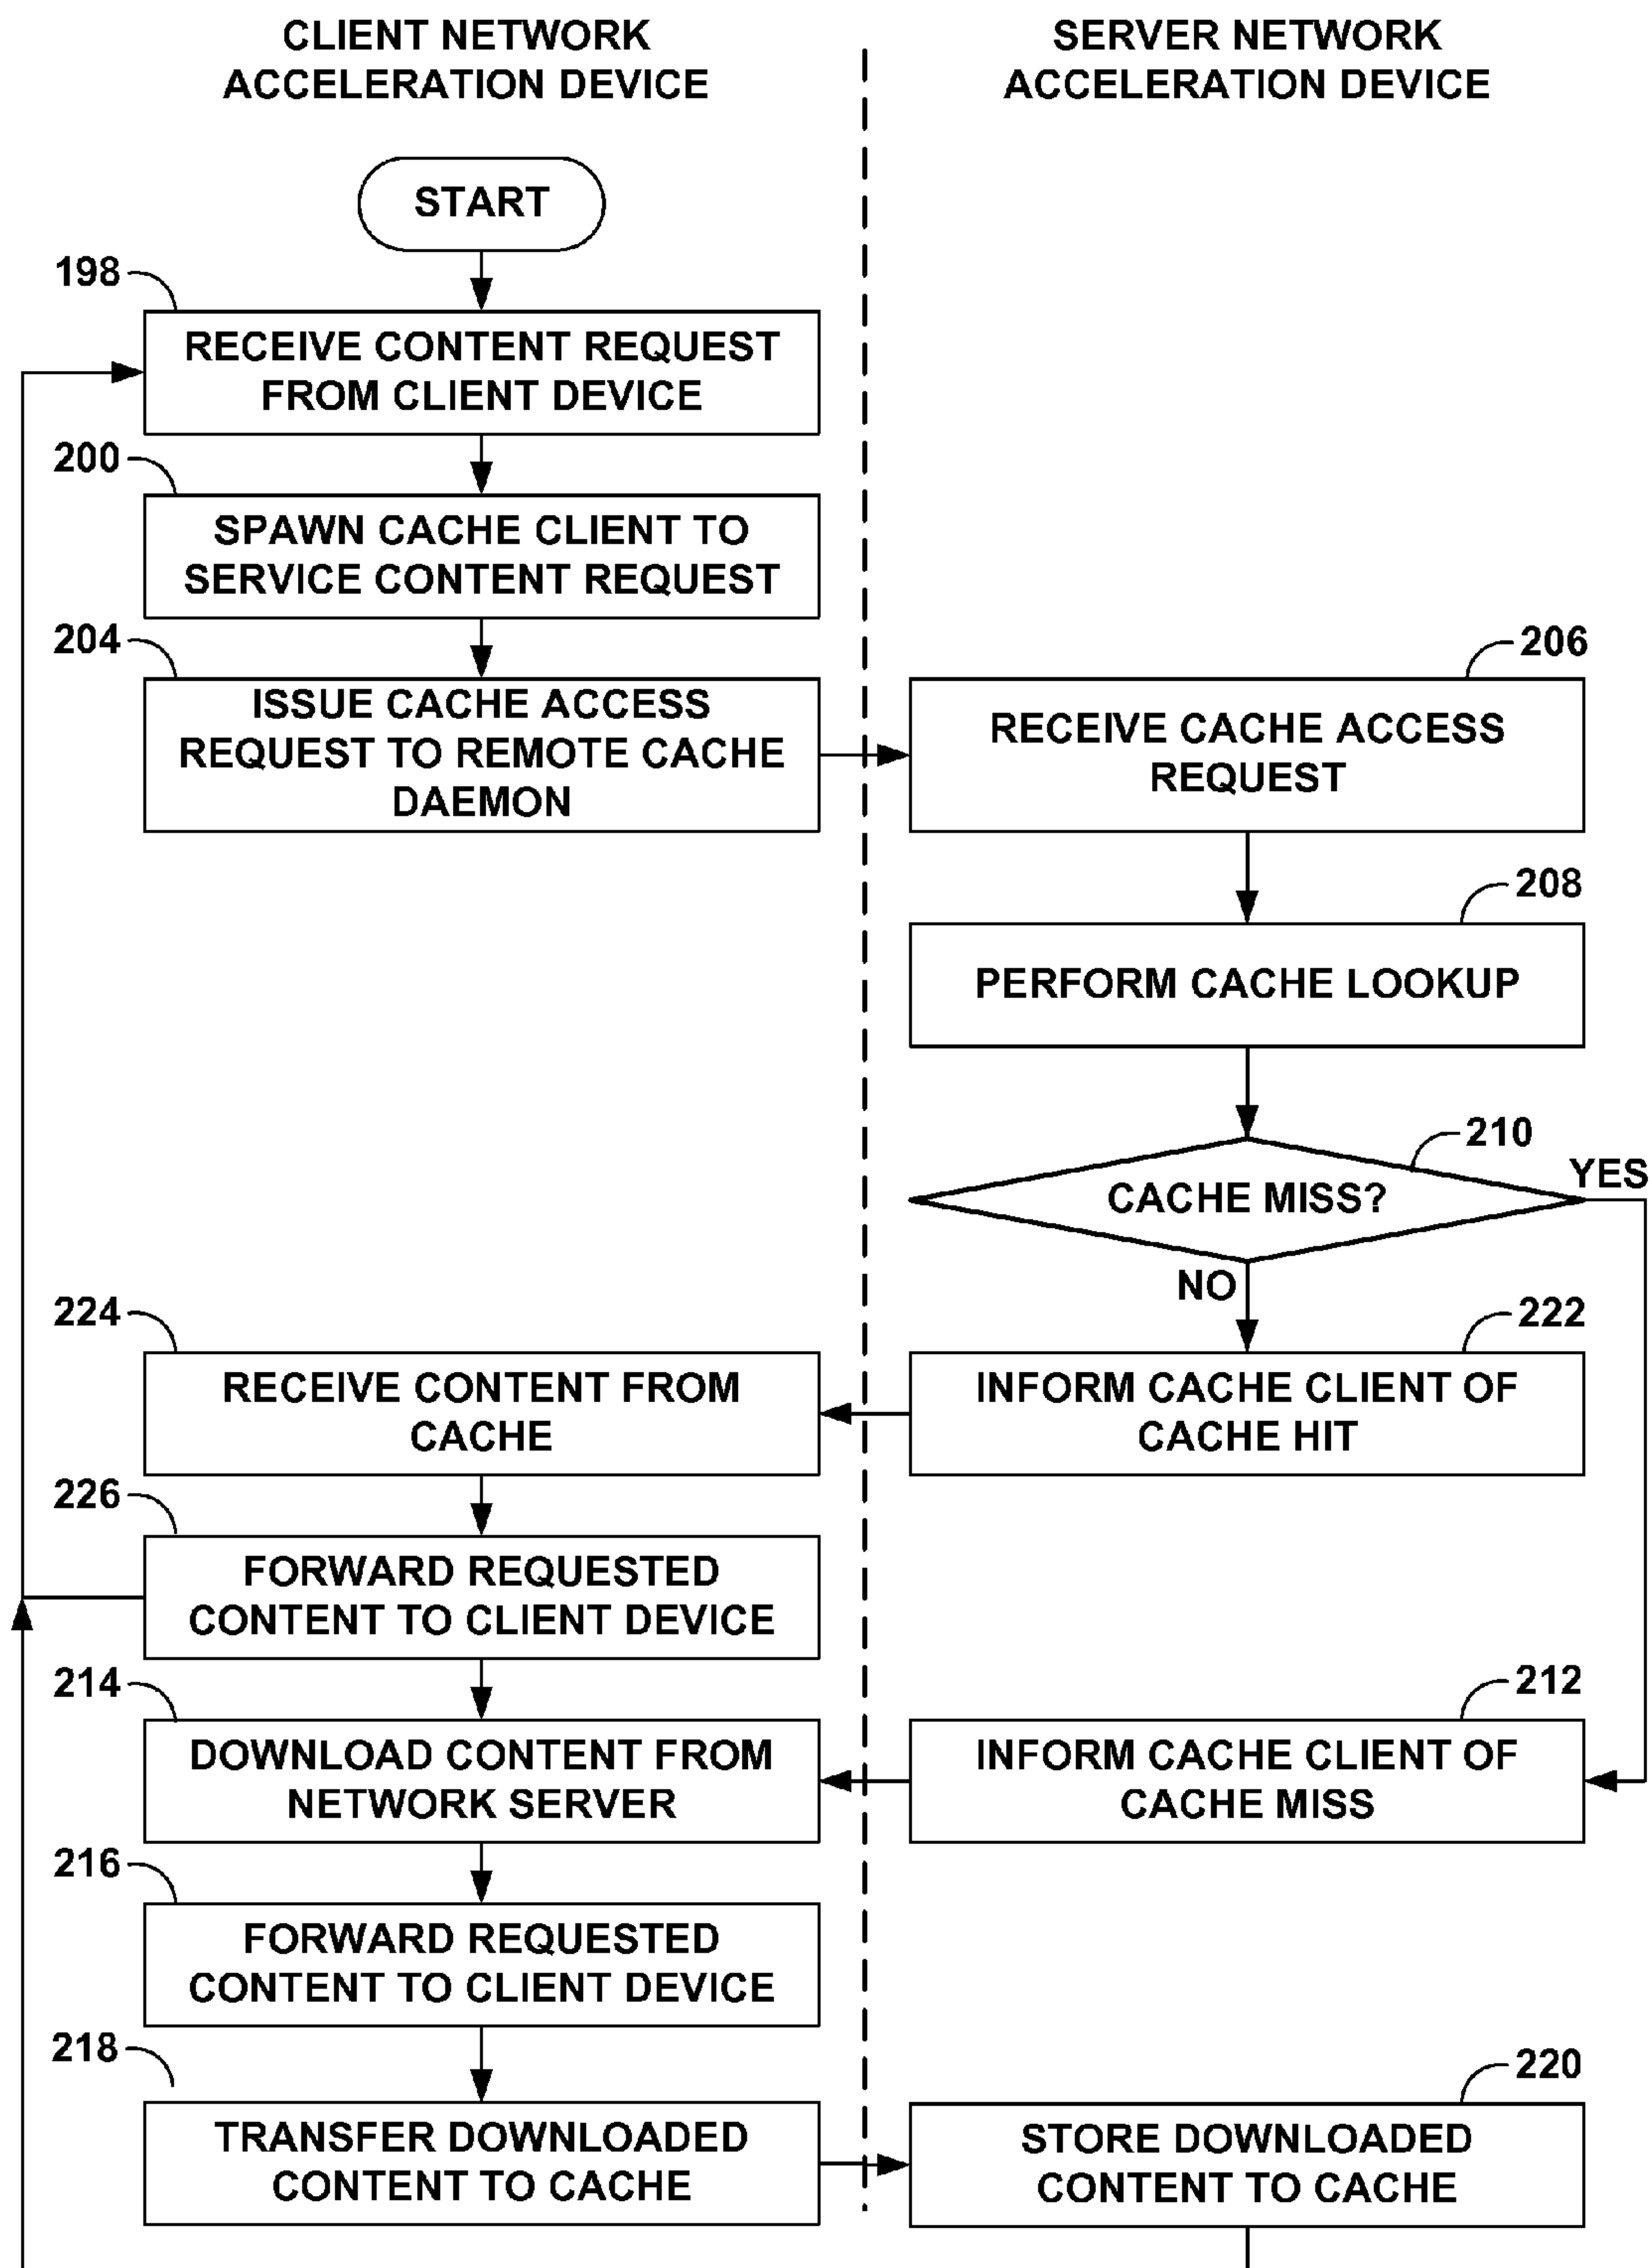 CLIENT NETWORK
ACCELERATION DEVICE
SERVER NETWORK
ACCELERATION DEVICE
START
198
RECEIVE CONTENT REQUEST
FROM CLIENT DEVICE
200
SPAWN CACHE CLIENT TO
SERVICE CONTENT REQUEST
204
ISSUE CACHE ACCESS
REQUEST TO REMOTE CACHE
DAEMON
206
RECEIVE CACHE ACCESS
REQUEST
208
PERFORM CACHE LOOKUP
210
CACHE MISS?
YES
NO
222
INFORM CACHE CLIENT OF
CACHE HIT
224
RECEIVE CONTENT FROM
CACHE
226
FORWARD REQUESTED
CONTENT TO CLIENT DEVICE
212
INFORM CACHE CLIENT OF
CACHE MISS
214
DOWNLOAD CONTENT FROM
NETWORK SERVER
216
FORWARD REQUESTED
CONTENT TO CLIENT DEVICE
218
TRANSFER DOWNLOADED
CONTENT TO CACHE
220
STORE DOWNLOADED
CONTENT TO CACHE